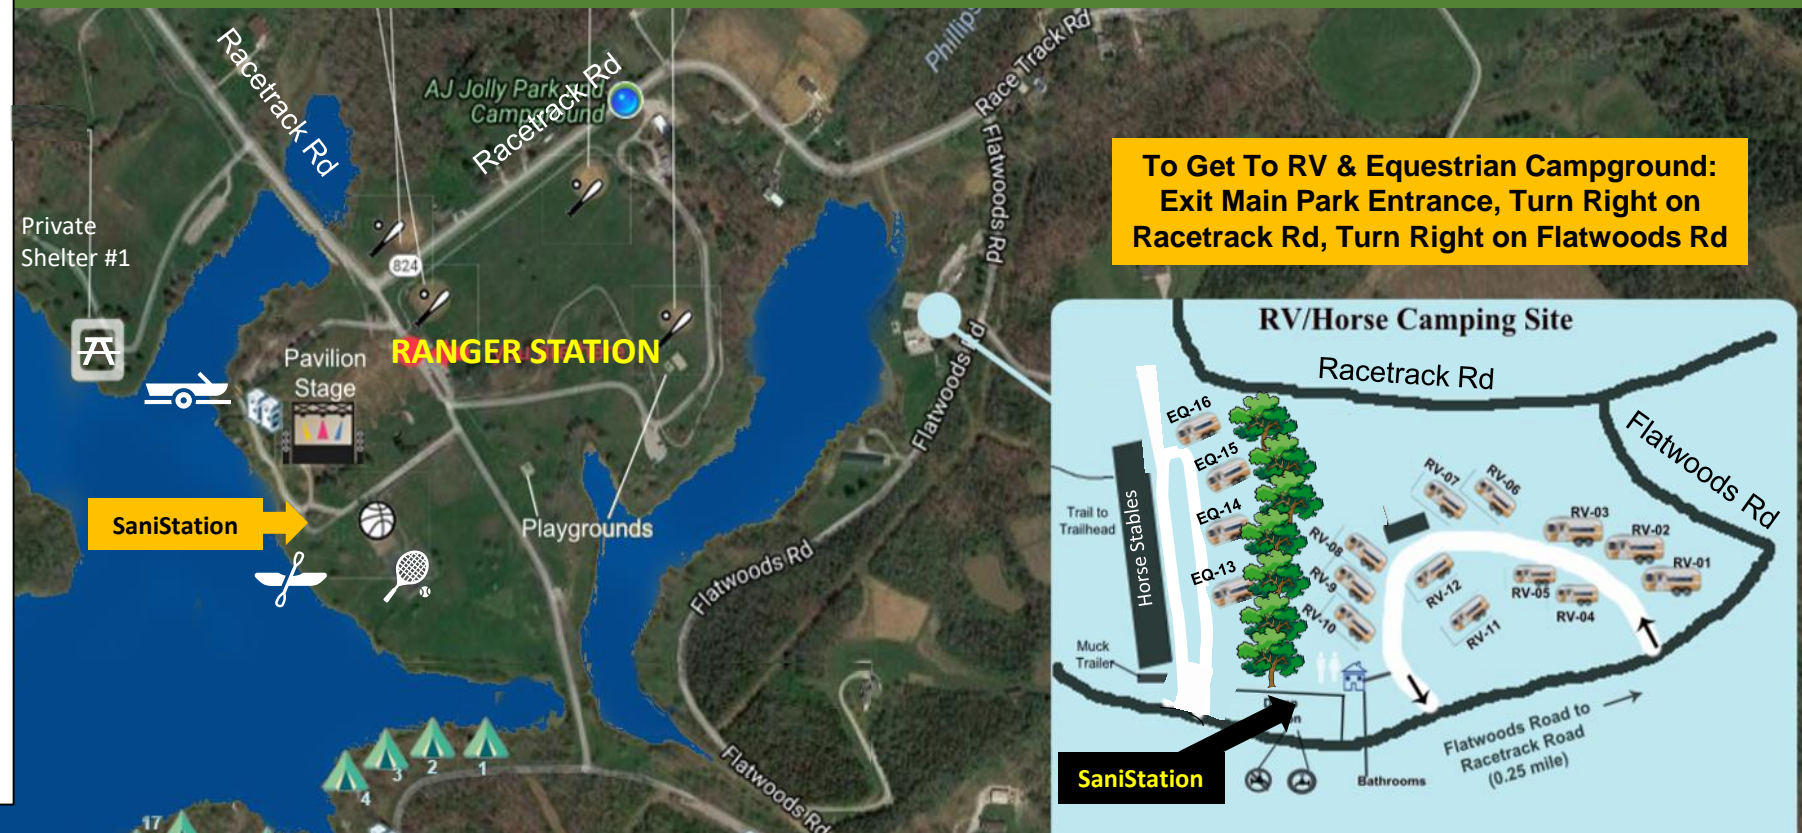 Racetrack Rd
AJ Jolly Park and
Campground
Racetrack Rd
Race Track Rd
Flatwoods Rd
824
Private
Shelter #1
Pavilion
Stage
RANGER STATION
SaniStation
Playgrounds
Flatwoods Rd
Flatwoods Rd
Flatwoods Rd
1
2
3
4
17
To Get To RV & Equestrian Campground:
Exit Main Park Entrance, Turn Right on
Racetrack Rd, Turn Right on Flatwoods Rd
RV/Horse Camping Site
Racetrack Rd
Flatwoods Rd
EQ-16
EQ-15
EQ-14
EQ-13
Horse Stables
Trail to
Trailhead
Muck
Trailer
RV-07
RV-06
RV-03
RV-02
RV-01
RV-08
RV-9
RV-10
RV-12
RV-11
RV-05
RV-04
SaniStation
Bathrooms
Flatwoods Road to
Racetrack Road
(0.25 mile)